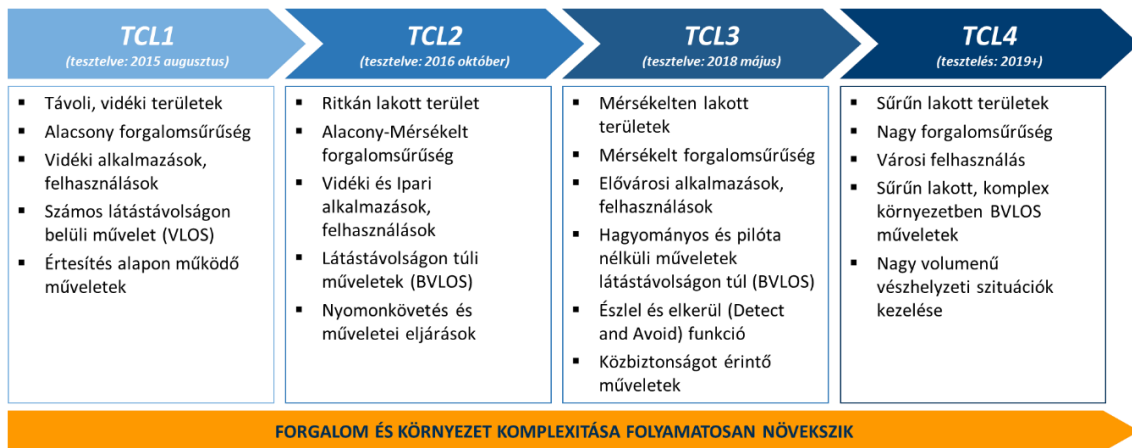 TCL1
(tesztelve: 2015 augusztus)
▪ Távoli, vidéki területek
▪ Alacsony forgalomsűrűség
▪ Vidéki alkalmazások,
felhasználások
▪ Számos látástávolságon
belüli művelet (VLOS)
▪ Értesítés alapon működő
műveletek
TCL2
(tesztelve: 2016 október)
▪ Ritkán lakott terület
▪ Alacony-Mérsékelt
forgalomsűrűség
▪ Vidéki és Ipari
alkalmazások,
felhasználások
▪ Látástávolságon túli
műveletek (BVLOS)
▪ Nyomonkövetés és
műveletei eljárások
TCL3
(tesztelve: 2018 május)
▪ Mérsékelten lakott
területek
▪ Mérsékelt forgalomsűrűség
▪ Elővárosi alkalmazások,
felhasználások
▪ Hagyományos és pilóta
nélküli műveletek
látástávolságon túl (BVLOS)
▪ Észlel és elkerül (Detect
and Avoid) funkció
▪ Közbiztonságot érintő
műveletek
TCL4
(tesztelés: 2019+)
▪ Sűrűn lakott területek
▪ Nagy forgalomsűrűség
▪ Városi felhasználás
▪ Sűrűn lakott, komplex
környezetben BVLOS
műveletek
▪ Nagy volumenű
vészhelyzeti szituációk
kezelése
FORGALOM ÉS KÖRNYEZET KOMPLEXITÁSA FOLYAMATOSAN NÖVEKSZIK